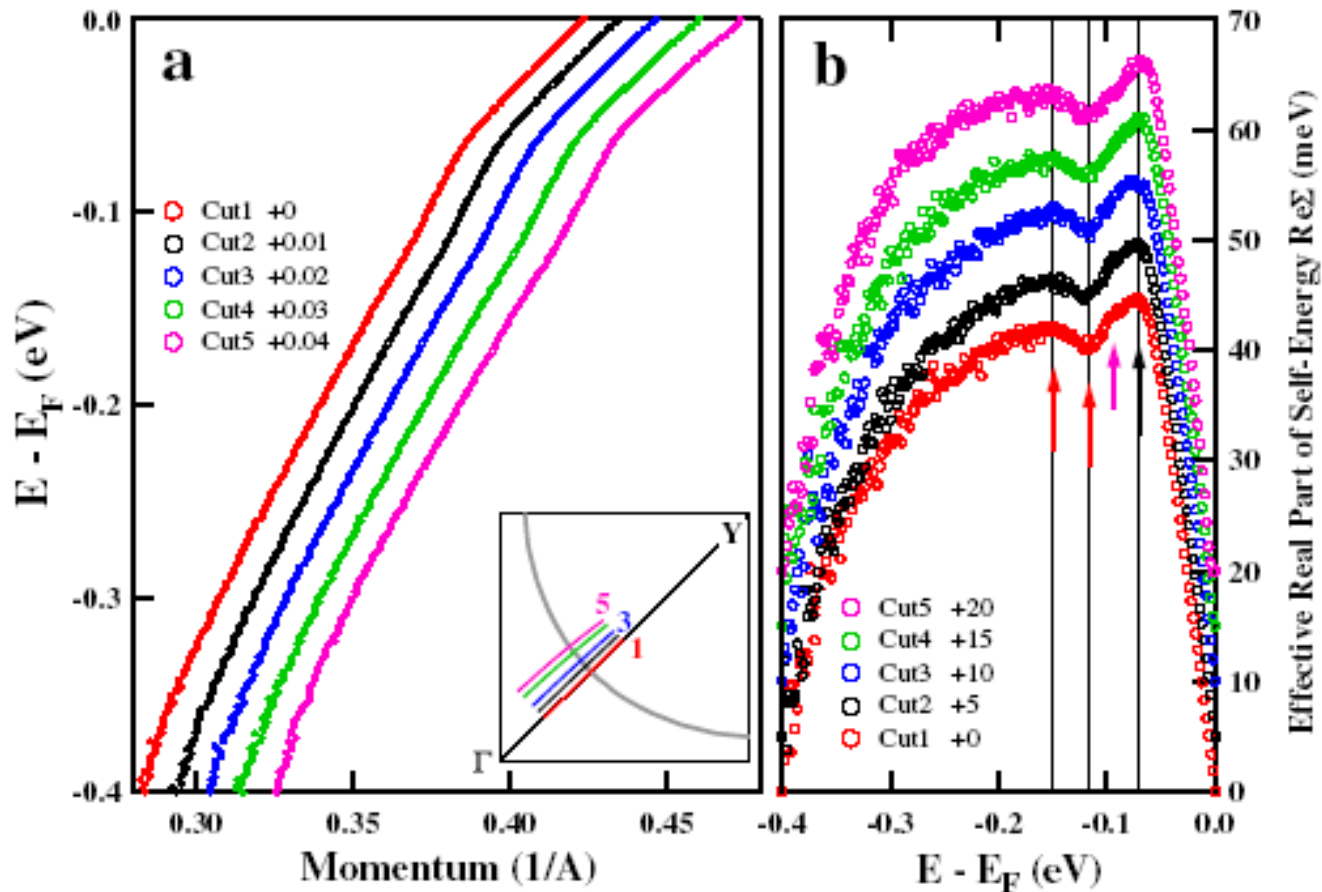 a
0.0
-0.1
-0.2
-0.3
-0.4
E - E_F (eV)
Cut1 +0
Cut2 +0.01
Cut3 +0.02
Cut4 +0.03
Cut5 +0.04
Y
5
3
1
Γ
0.30 0.35 0.40 0.45
Momentum (1/A)
b
70
60
50
40
30
20
10
0
Effective Real Part of Self-Energy ReΣ (meV)
Cut5 +20
Cut4 +15
Cut3 +10
Cut2 +5
Cut1 +0
-0.4 -0.3 -0.2 -0.1 0.0
E - E_F (eV)